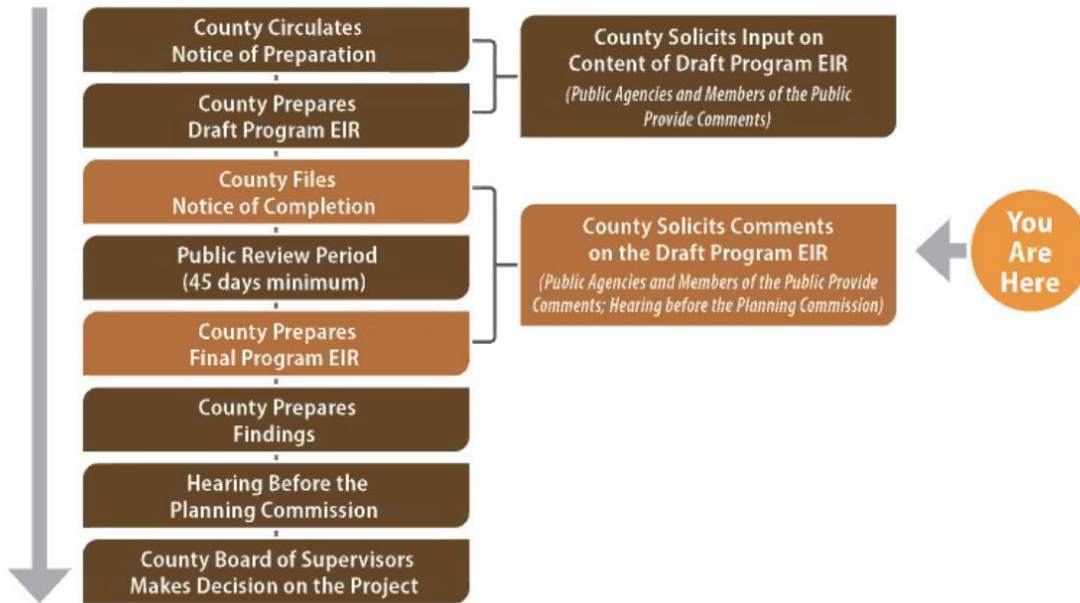 County Circulates
Notice of Preparation
County Solicits Input on
Content of Draft Program EIR
(Public Agencies and Members of the Public
Provide Comments)
County Prepares
Draft Program EIR
County Files
Notice of Completion
County Solicits Comments
on the Draft Program EIR
(Public Agencies and Members of the Public Provide
Comments; Hearing before the Planning Commission)
You
Are
Here
Public Review Period
(45 days minimum)
County Prepares
Final Program EIR
County Prepares
Findings
Hearing Before the
Planning Commission
County Board of Supervisors
Makes Decision on the Project